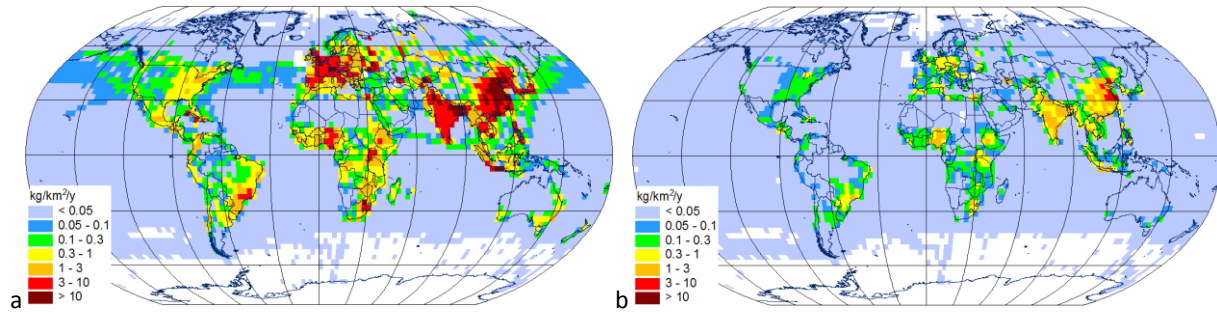 kg/km²/y
< 0.05
0.05 - 0.1
0.1 - 0.3
0.3 - 1
1 - 3
3 - 10
> 10
a
kg/km²/y
< 0.05
0.05 - 0.1
0.1 - 0.3
0.3 - 1
1 - 3
3 - 10
> 10
b